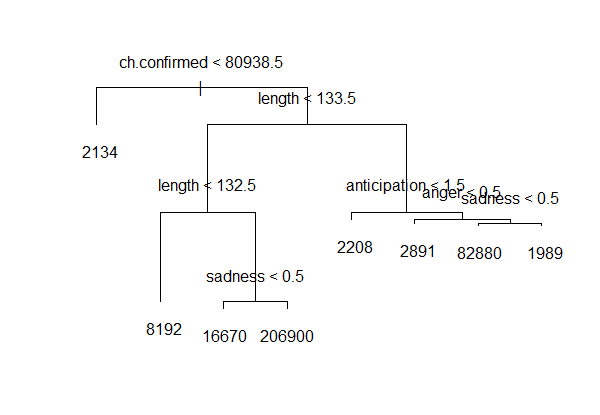 ch.confirmed < 80938.5
length < 133.5
2134
length < 132.5
anticipation < 1.5
anger < 0.5
sadness < 0.5
2208
2891
82880
1989
sadness < 0.5
8192
16670
206900